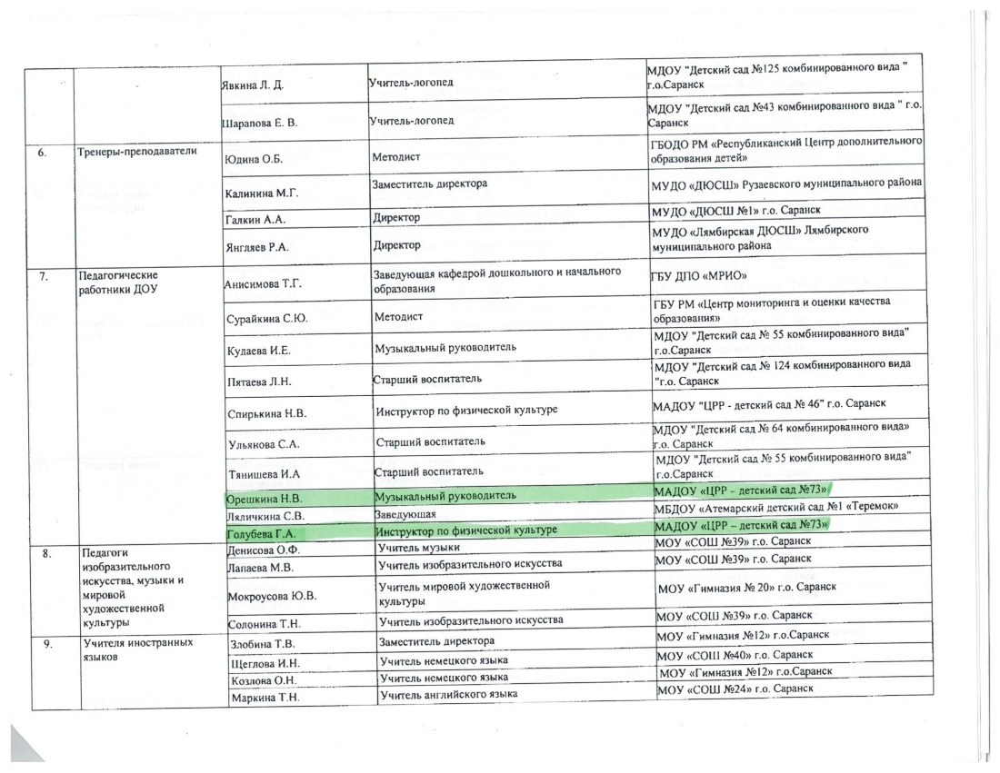 Явкина Л. Д. Учитель-логопед МДОУ "Детский сад №125 комбинированного вида "
г.о.Саранск
Шарапова Е. В. Учитель-логопед МДОУ "Детский сад №43 комбинированного вида " г.о.
Саранск
6. Тренеры-преподаватели Юдина О.Б. Методист ГБОДО РМ «Республиканский Центр дополнительного
образования детей»
Калинина М.Г. Заместитель директора МУДО «ДЮСШ» Рузаевского муниципального района
Галкин А.А. Директор МУДО «ДЮСШ №1» г.о. Саранск
Янгляев Р.А. Директор МУДО «Лямбирская ДЮСШ» Лямбирского
муниципального района
7. Педагогические
работники ДОУ
Анисимова Т.Г. Заведующая кафедрой дошкольного и начального
образования
ГБУ ДПО «МРИО»
Сурайкина С.Ю. Методист ГБУ РМ «Центр мониторинга и оценки качества
образования»
Кудаева И.Е. Музыкальный руководитель МДОУ "Детский сад № 55 комбинированного вида"
г.о.Саранск
Пятаева Л.Н. Старший воспитатель МДОУ "Детский сад № 124 комбинированного вида
"г.о. Саранск
Спирькина Н.В. Инструктор по физической культуре МАДОУ "ЦРР - детский сад № 46" г.о. Саранск
Ульянова С.А. Старший воспитатель МДОУ "Детский сад № 64 комбинированного вида»
г.о. Саранск
Тянишева И.А Старший воспитатель МДОУ "Детский сад № 55 комбинированного вида"
г.о.Саранск
Орешкина Н.В. Музыкальный руководитель МАДОУ «ЦРР – детский сад №73»
Ляличкина С.В. Заведующая МБДОУ «Атемарский детский сад №1 «Теремок»
Голубева Г.А. Инструктор по физической культуре МАДОУ «ЦРР – детский сад №73»
8. Педагоги
изобразительного
искусства, музыки и
мировой
художественной
культуры
Денисова О.Ф. Учитель музыки МОУ «СОШ №39» г.о. Саранск
Лапаева М.В. Учитель изобразительного искусства МОУ «СОШ №39» г.о. Саранск
Мокроусова Ю.В. Учитель мировой художественной
культуры
МОУ «Гимназия № 20» г.о. Саранск
Солонина Т.Н. Учитель изобразительного искусства МОУ «СОШ №39» г.о. Саранск
9. Учителя иностранных
языков
Злобина Т.В. Заместитель директора МОУ «Гимназия №12» г.о.Саранск
Щеглова И.Н. Учитель немецкого языка МОУ «СОШ №40» г.о. Саранск
Козлова О.Н. Учитель немецкого языка МОУ «Гимназия №12» г.о.Саранск
Маркина Т.Н. Учитель английского языка МОУ «СОШ №24» г.о. Саранск